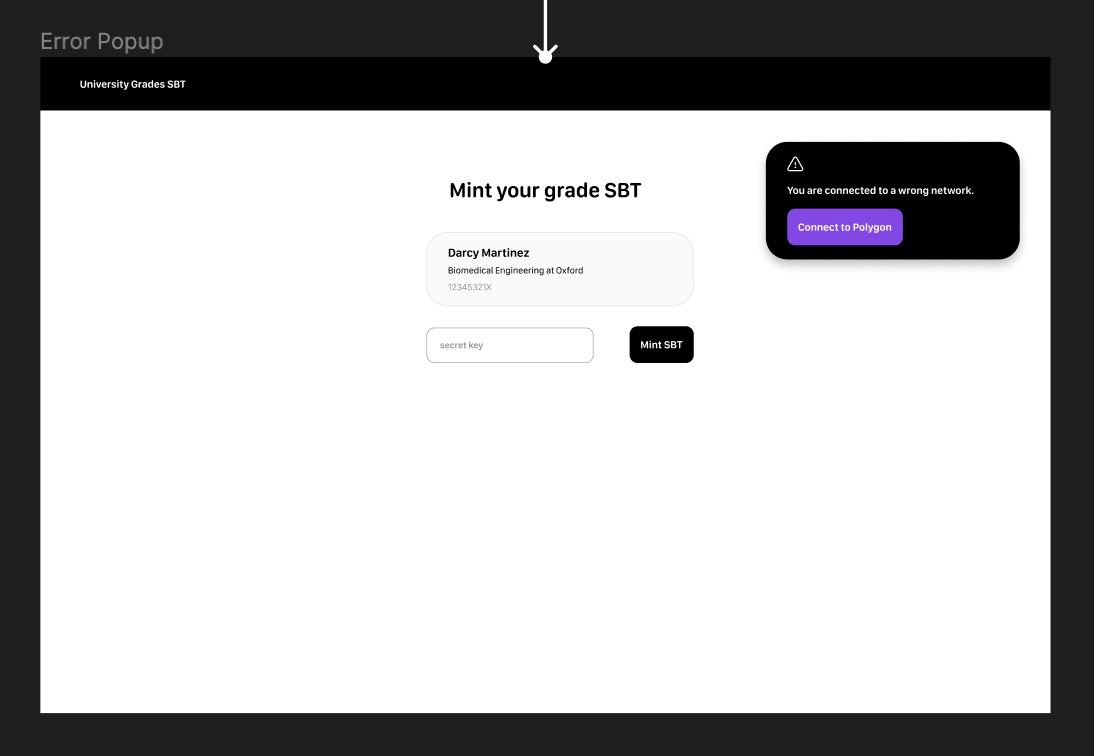 Error Popup
University Grades SBT
Mint your grade SBT
Darcy Martinez
Biomedical Engineering at Oxford
12345321X
secret key
Mint SBT
You are connected to a wrong network.
Connect to Polygon